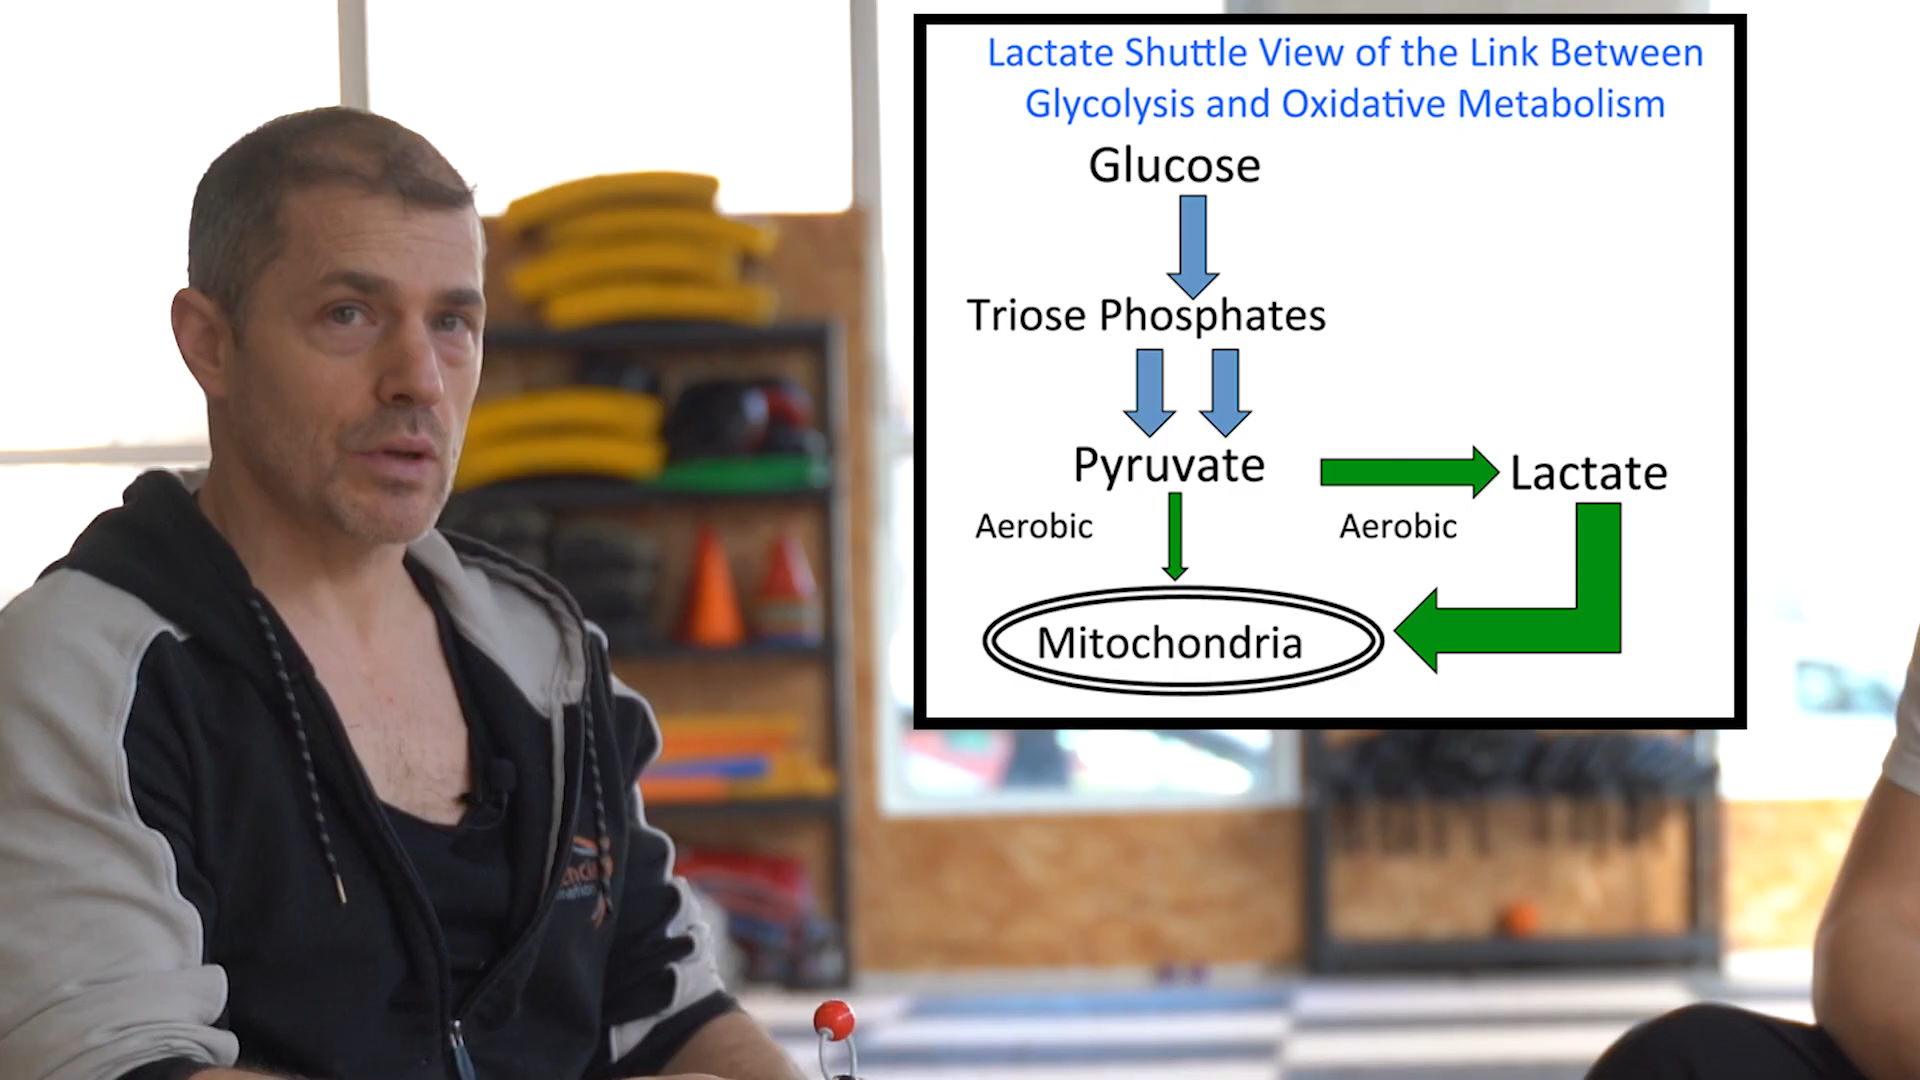 Lactate Shuttle View of the Link Between
Glycolysis and Oxidative Metabolism
Glucose
Triose Phosphates
Pyruvate
Lactate
Aerobic
Aerobic
Mitochondria